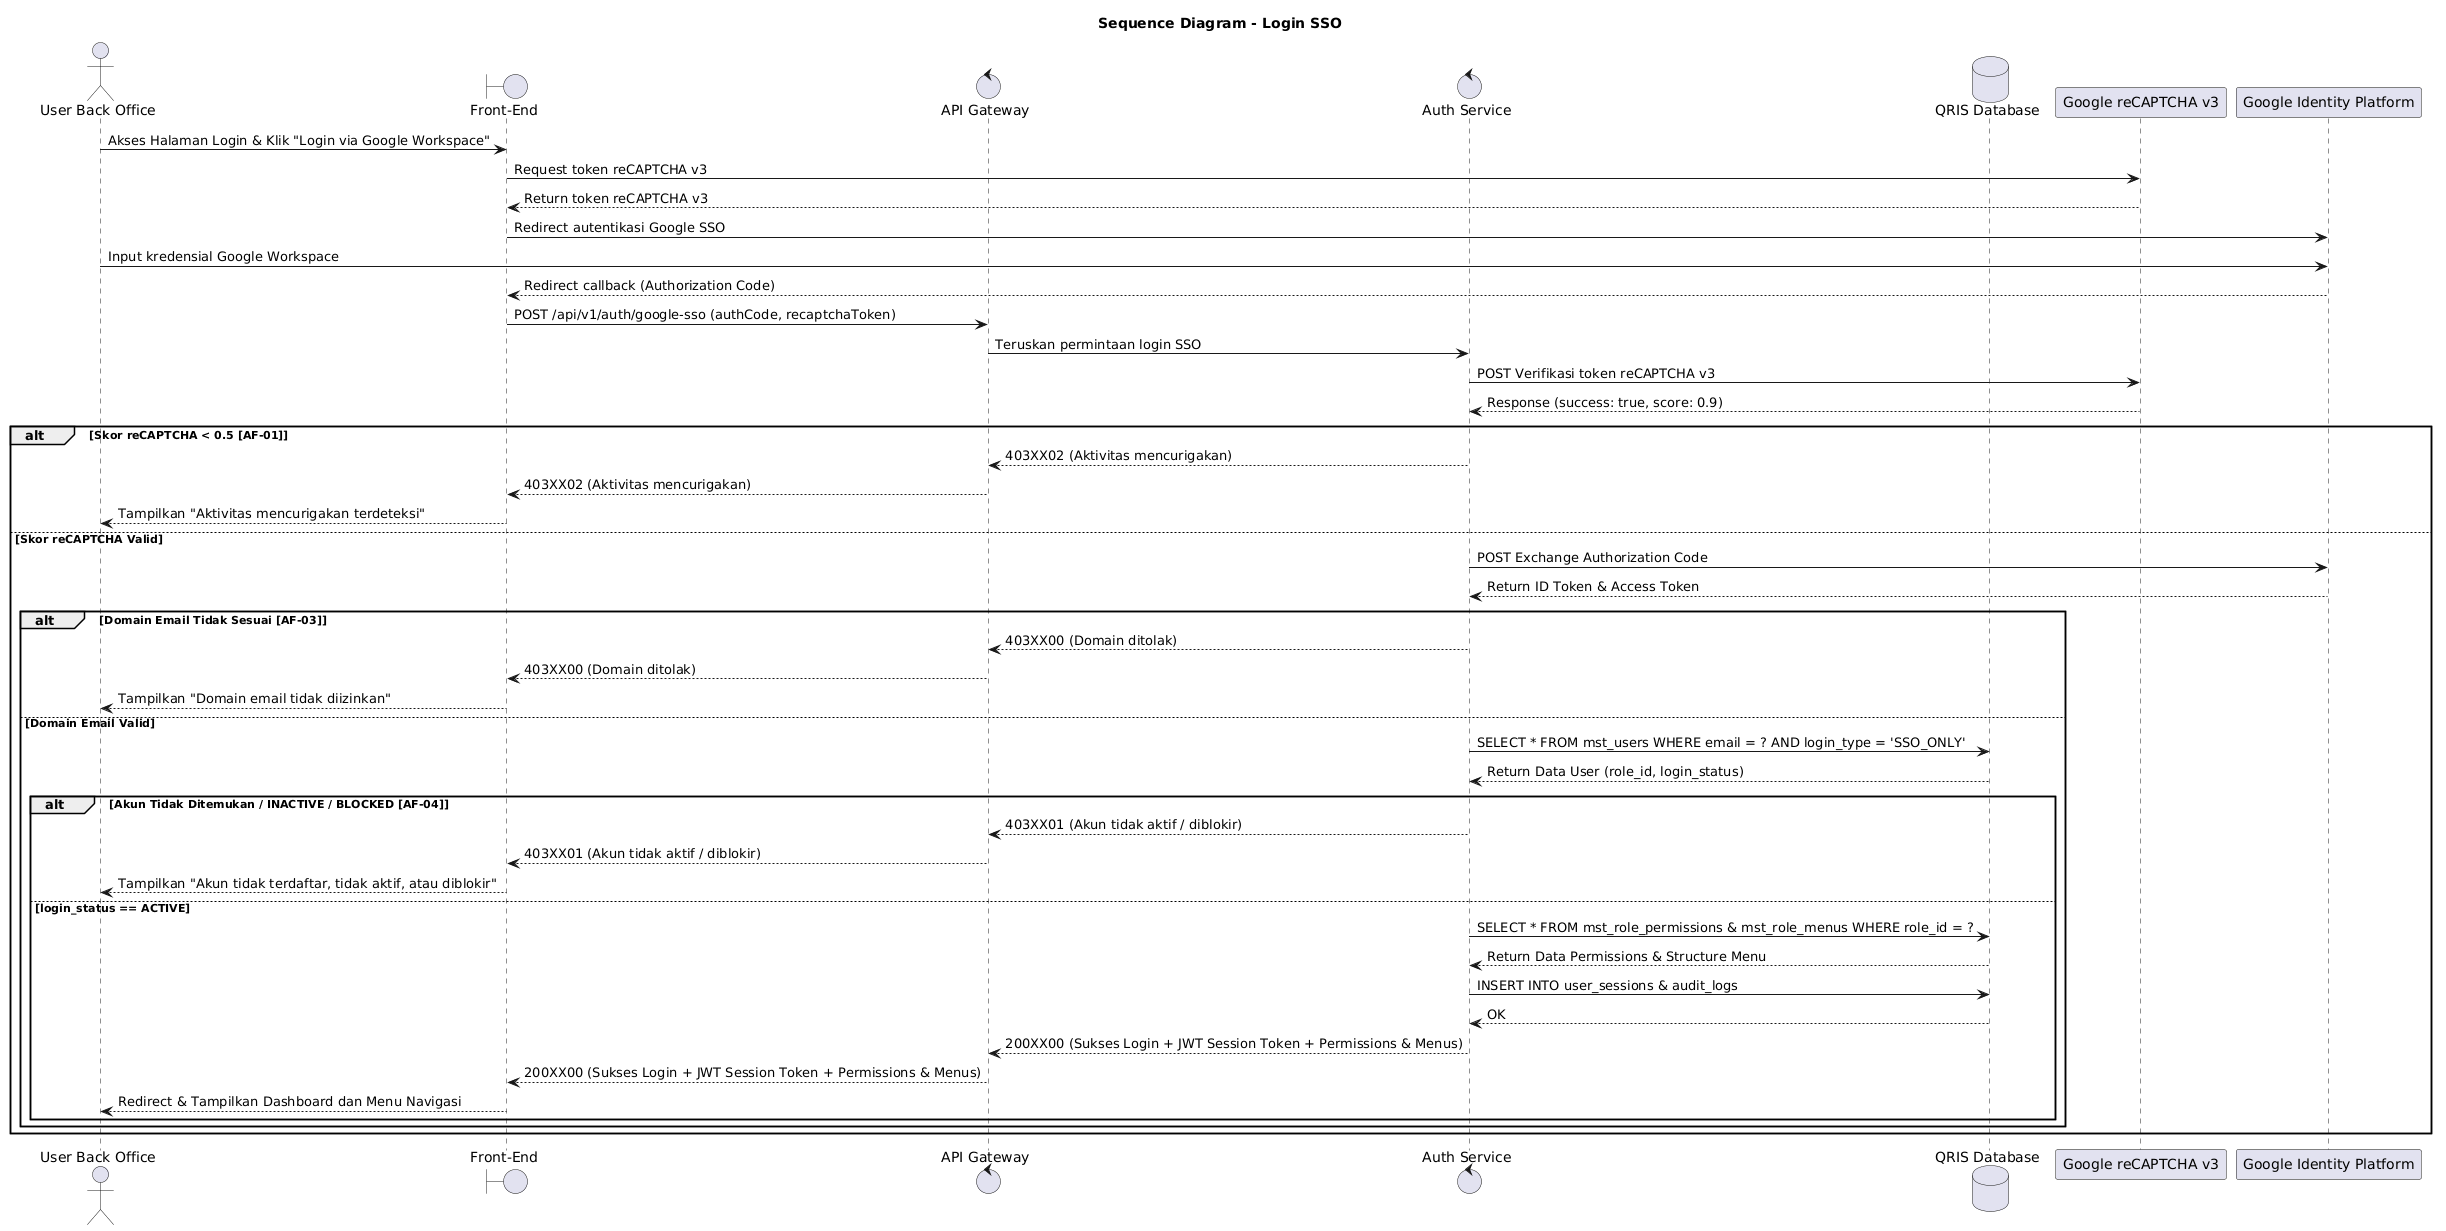 Sequence Diagram - Login SSO
User Back Office
Front-End
API Gateway
Auth Service
QRIS Database
Google reCAPTCHA v3
Google Identity Platform
Akses Halaman Login & Klik "Login via Google Workspace"
Request token reCAPTCHA v3
Return token reCAPTCHA v3
Redirect autentikasi Google SSO
Input kredensial Google Workspace
Redirect callback (Authorization Code)
POST /api/v1/auth/google-sso (authCode, recaptchaToken)
Teruskan permintaan login SSO
POST Verifikasi token reCAPTCHA v3
Response (success: true, score: 0.9)
alt [Skor reCAPTCHA < 0.5 [AF-01]]
403XX02 (Aktivitas mencurigakan)
403XX02 (Aktivitas mencurigakan)
Tampilkan "Aktivitas mencurigakan terdeteksi"
[Skor reCAPTCHA Valid]
POST Exchange Authorization Code
Return ID Token & Access Token
alt [Domain Email Tidak Sesuai [AF-03]]
403XX00 (Domain ditolak)
403XX00 (Domain ditolak)
Tampilkan "Domain email tidak diizinkan"
[Domain Email Valid]
SELECT * FROM mst_users WHERE email = ? AND login_type = 'SSO_ONLY'
Return Data User (role_id, login_status)
alt [Akun Tidak Ditemukan / INACTIVE / BLOCKED [AF-04]]
403XX01 (Akun tidak aktif / diblokir)
403XX01 (Akun tidak aktif / diblokir)
Tampilkan "Akun tidak terdaftar, tidak aktif, atau diblokir"
[login_status == ACTIVE]
SELECT * FROM mst_role_permissions & mst_role_menus WHERE role_id = ?
Return Data Permissions & Structure Menu
INSERT INTO user_sessions & audit_logs
OK
200XX00 (Sukses Login + JWT Session Token + Permissions & Menus)
200XX00 (Sukses Login + JWT Session Token + Permissions & Menus)
Redirect & Tampilkan Dashboard dan Menu Navigasi
User Back Office
Front-End
API Gateway
Auth Service
QRIS Database
Google reCAPTCHA v3
Google Identity Platform